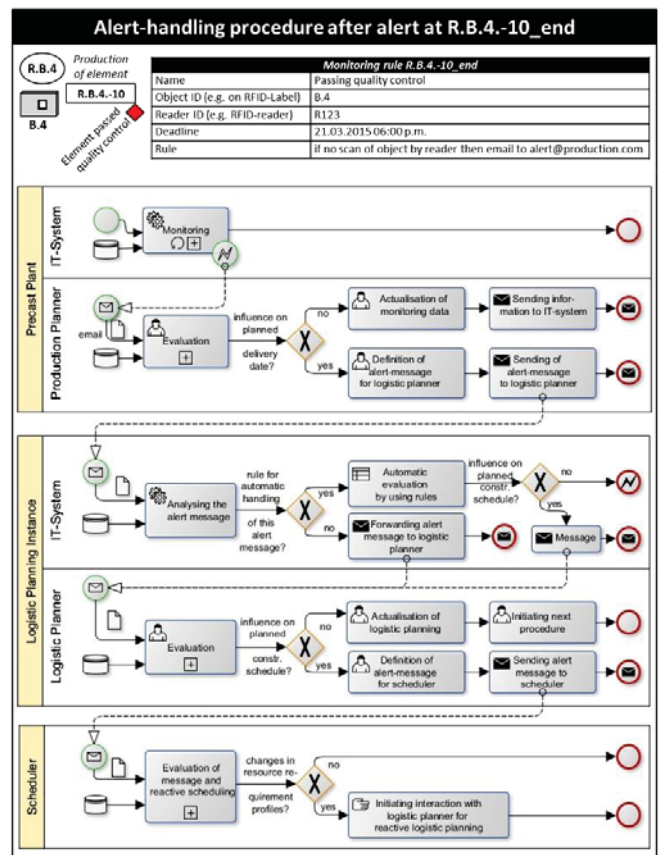 Alert-handling procedure after alert at R.B.4.-10_end
R.B.4
Production
of element
R.B.4.-10
B.4
Element passed
quality control
Monitoring rule R.B.4.-10_end
Name Passing quality control
Object ID (e.g. on RFID-Label) B.4
Reader ID (e.g. RFID-reader) R123
Deadline 21.03.2015 06:00 p.m.
Rule if no scan of object by reader then email to alert@production.com
Precast Plant
IT-System
Monitoring
Production Planner
email
Evaluation
influence on
planned
delivery
date?
X
no
Actualisation of
monitoring data
Sending infor-
mation to IT-system
yes
Definition of
alert-message
for logistic planner
Sending of
alert-message
to logistic planner
Logistic Planning Instance
IT-System
Analysing the
alert message
rule for
automatic
handling
of this
alert
message?
X
yes
Automatic
evaluation
by using rules
influence on
planned
constr.
schedule?
X
no
yes
no
Forwarding alert
message to logistic
planner
Message
Logistic Planner
Evaluation
influence on
planned
constr.
schedule?
X
no
Actualisation of
logistic planning
Initiating next
procedure
yes
Definition of
alert-message
for scheduler
Sending alert
message to
scheduler
Scheduler
Evaluation of
message and
reactive scheduling
changes in
resource re-
quirement
profiles?
X
no
yes
Initiating interaction with
logistic planner for
reactive logistic planning